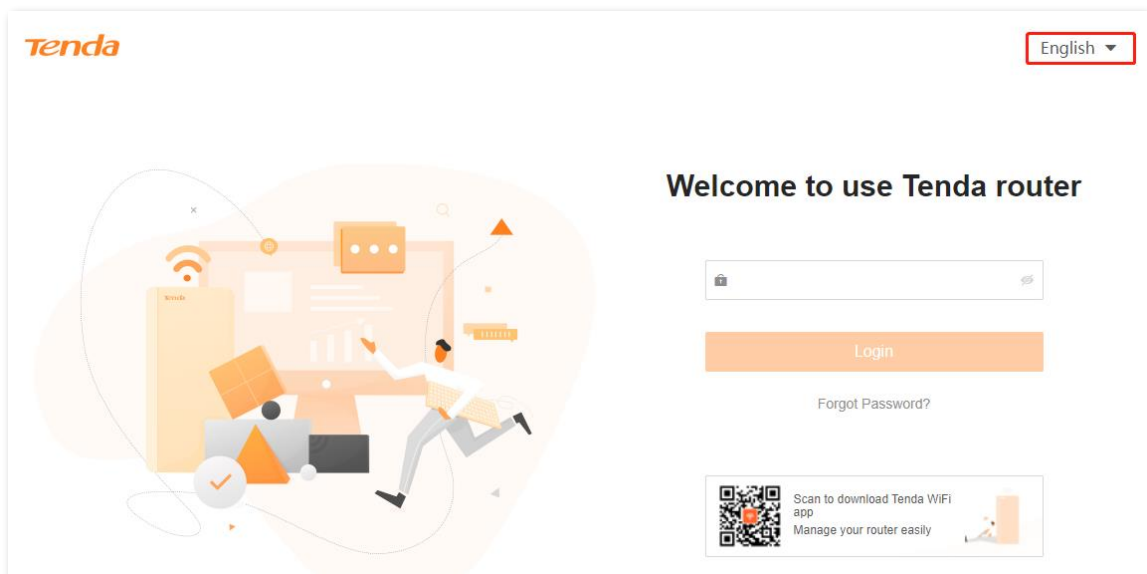 Tenda
English
Welcome to use Tenda router
Tenda
Login
Forgot Password?
Scan to download Tenda WiFi
app
Manage your router easily